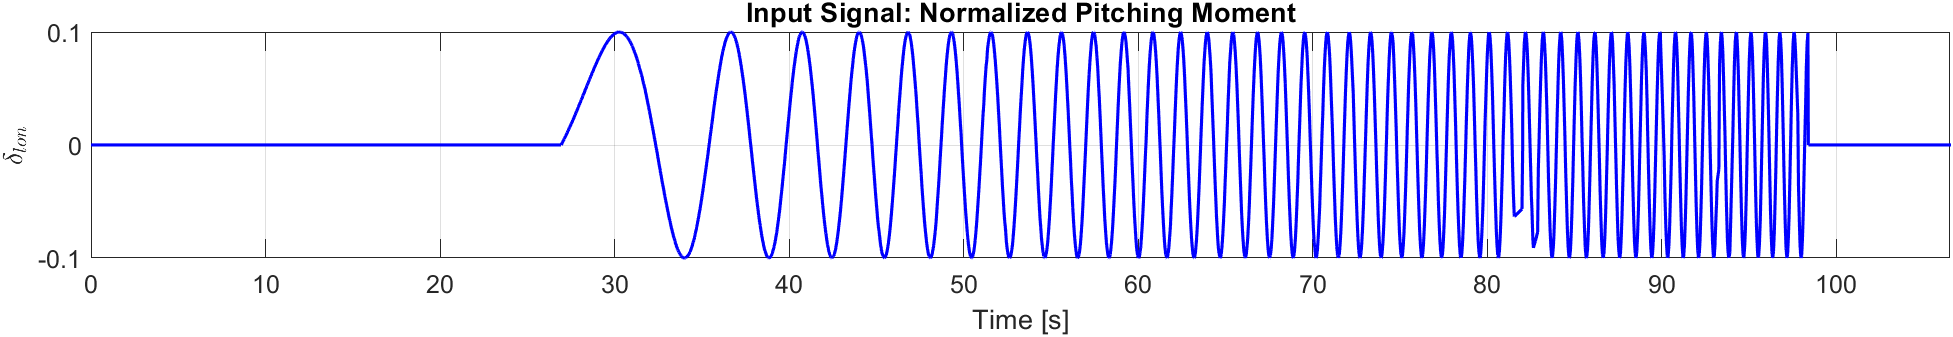 Input Signal: Normalized Pitching Moment
δ_lon
0.1
0
-0.1
0 10 20 30 40 50 60 70 80 90 100
Time [s]